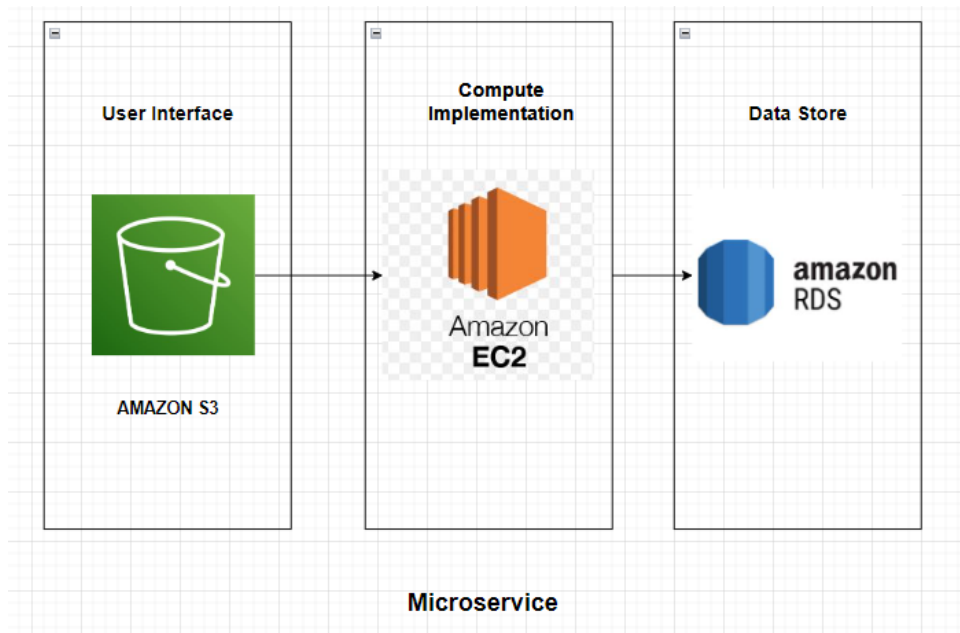 User Interface
Compute
Implementation
Data Store
Amazon
EC2
amazon
RDS
AMAZON S3
Microservice